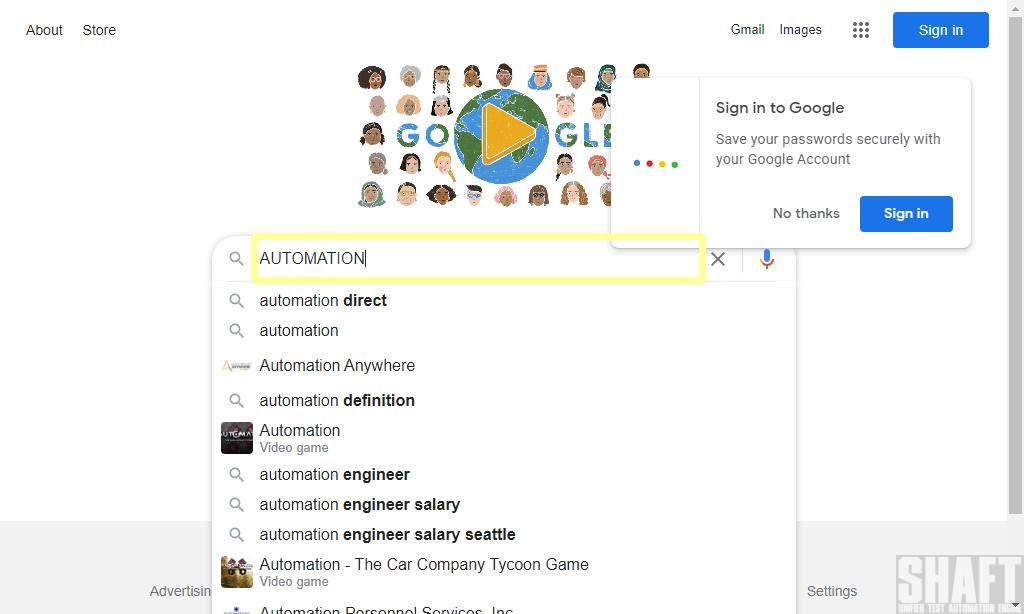 About Store
Gmail Images Sign in
GO GLE
Sign in to Google
Save your passwords securely with
your Google Account
No thanks Sign in
AUTOMATION
automation direct
automation
Automation Anywhere
automation definition
Automation
Video game
automation engineer
automation engineer salary
automation engineer salary seattle
Automation - The Car Company Tycoon Game
Video game
Advertisin
Settings
Automation Personnel Services, Inc
SHAFT
UNIFIED TEST AUTOMATION ENGI